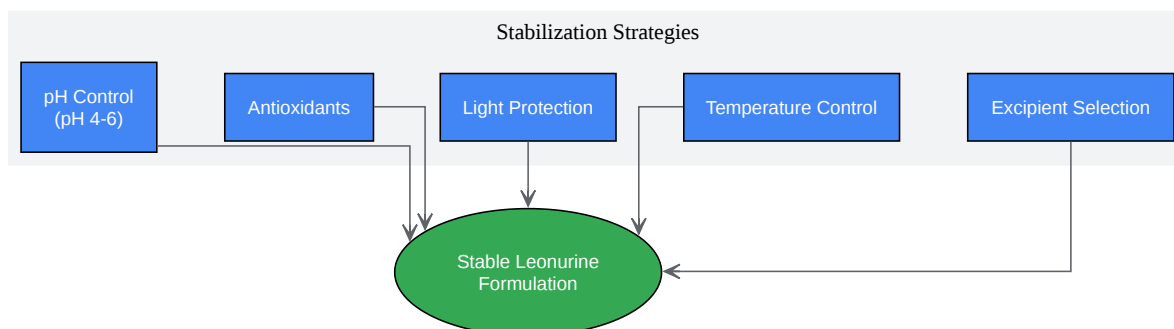 Stabilization Strategies
pH Control
(pH 4-6)
Antioxidants
Light Protection
Temperature Control
Excipient Selection
Stable Leonurine
Formulation